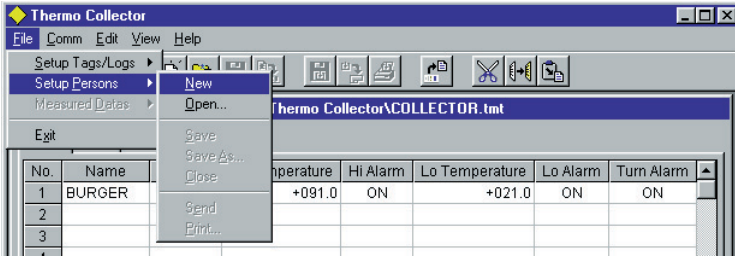 Thermo Collector
File Comm Edit View Help
Setup Tags/Logs
Setup Persons
Measured Datas
Exit
New
Open...
Save
Save As...
Close
Send
Print...
Thermo Collector\COLLECTOR.tmt
No. Name mperature Hi Alarm Lo Temperature Lo Alarm Turn Alarm
1 BURGER +091.0 ON +021.0 ON ON
2
3